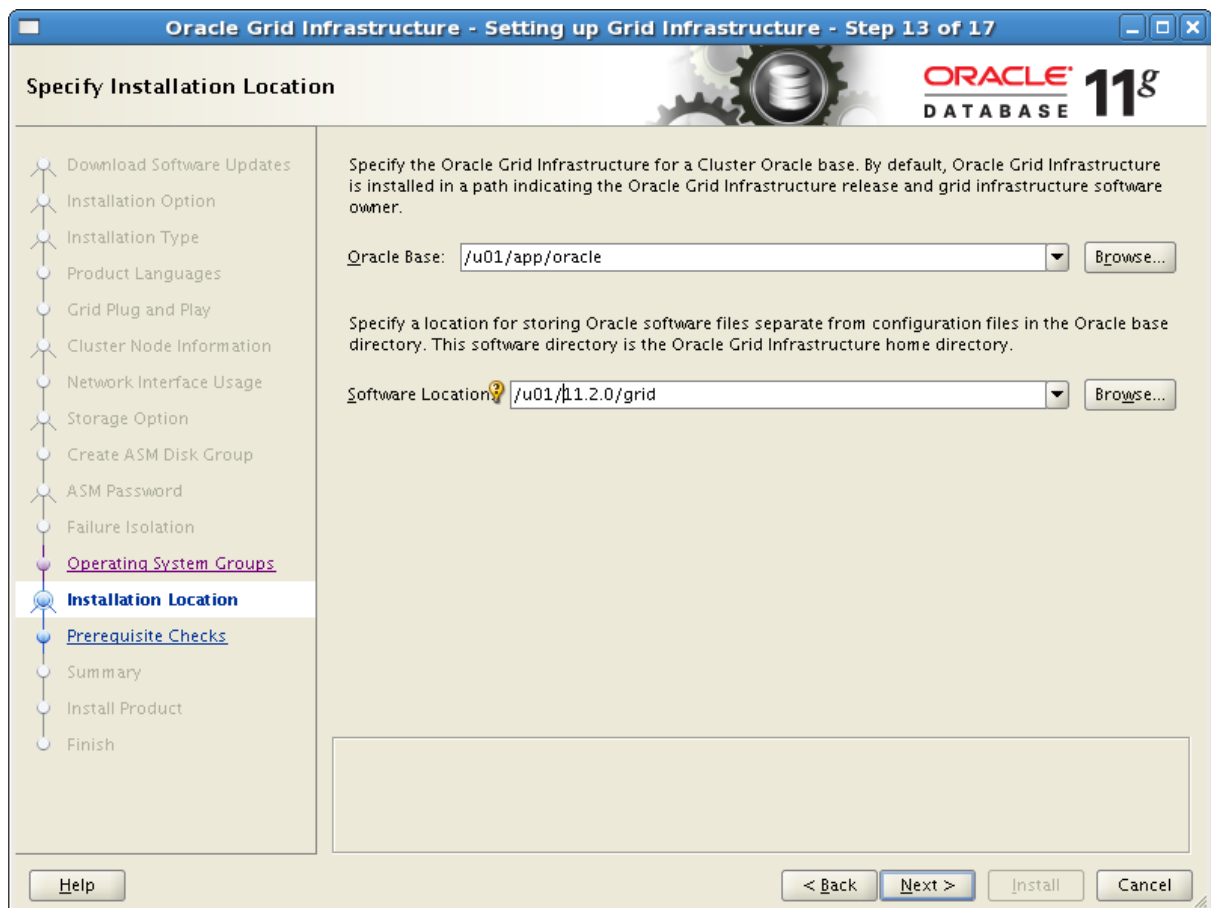 Oracle Grid Infrastructure - Setting up Grid Infrastructure - Step 13 of 17
Specify Installation Location
ORACLE
DATABASE
11g
Download Software Updates
Installation Option
Installation Type
Product Languages
Grid Plug and Play
Cluster Node Information
Network Interface Usage
Storage Option
Create ASM Disk Group
ASM Password
Failure Isolation
Operating System Groups
Installation Location
Prerequisite Checks
Summary
Install Product
Finish
Specify the Oracle Grid Infrastructure for a Cluster Oracle base. By default, Oracle Grid Infrastructure
is installed in a path indicating the Oracle Grid Infrastructure release and grid infrastructure software
owner.
Oracle Base: /u01/app/oracle Browse...
Specify a location for storing Oracle software files separate from configuration files in the Oracle base
directory. This software directory is the Oracle Grid Infrastructure home directory.
Software Location /u01/11.2.0/grid Browse...
Help < Back Next > Install Cancel